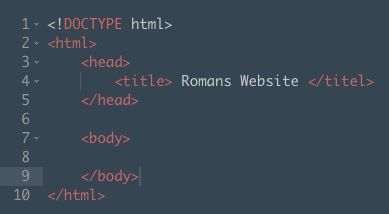 1 <!DOCTYPE html>
2 <html>
3 <head>
4 <title> Romans Website </titel>
5 </head>
6
7 <body>
8
9 </body>
10 </html>